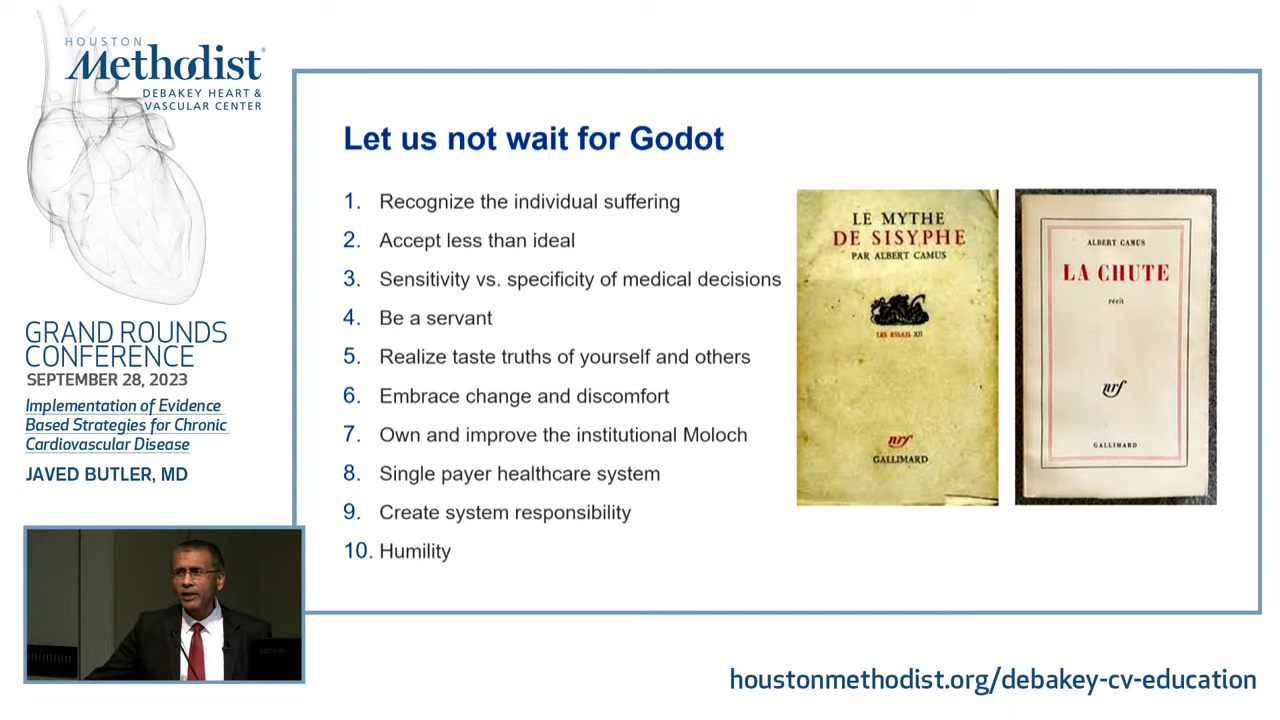 HOUSTON
Methodist®
DEBAKEY HEART &
VASCULAR CENTER
GRAND ROUNDS
CONFERENCE
SEPTEMBER 28, 2023
Implementation of Evidence
Based Strategies for Chronic
Cardiovascular Disease
JAVED BUTLER, MD
Let us not wait for Godot
1. Recognize the individual suffering
2. Accept less than ideal
3. Sensitivity vs. specificity of medical decisions
4. Be a servant
5. Realize taste truths of yourself and others
6. Embrace change and discomfort
7. Own and improve the institutional Moloch
8. Single payer healthcare system
9. Create system responsibility
10. Humility
LE MYTHE
DE SISYPHE
PAR ALBERT CAMUS
LES ESSAIS XII
nrf
GALLIMARD
ALBERT CAMUS
LA CHUTE
récit
nrf
GALLIMARD
Lenovo
houstonmethodist.org/debakey-cv-education